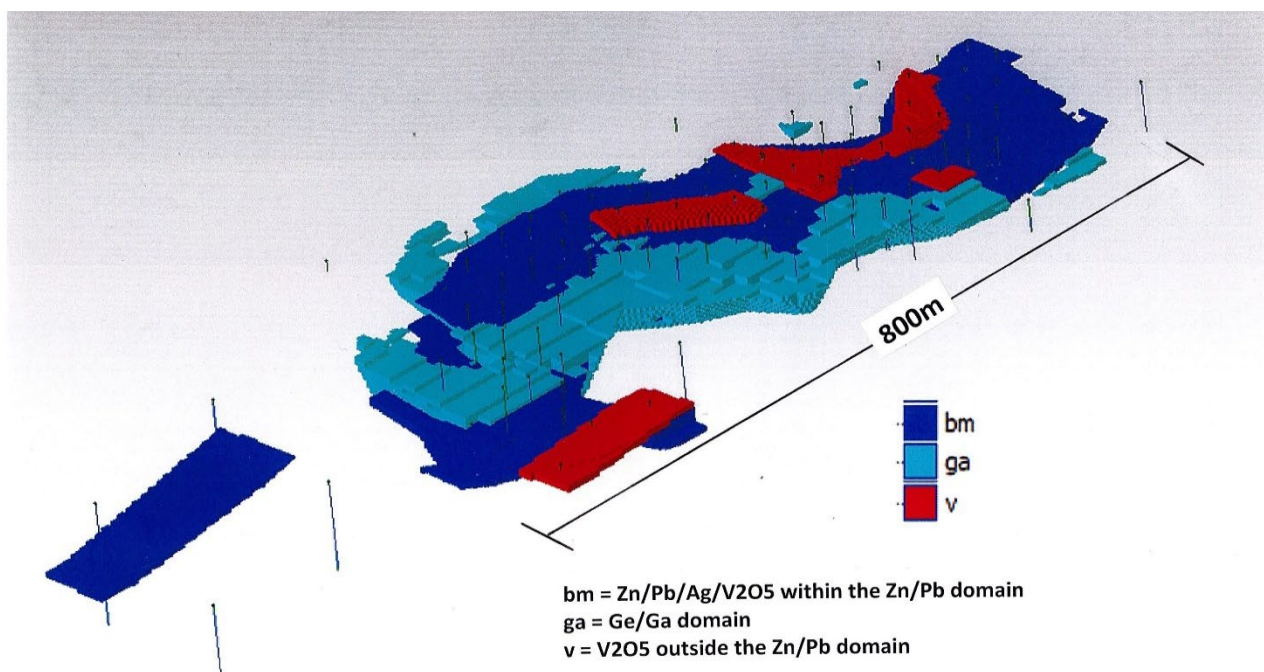 800m
bm
ga
v
bm = Zn/Pb/Ag/V2O5 within the Zn/Pb domain
ga = Ge/Ga domain
v = V2O5 outside the Zn/Pb domain